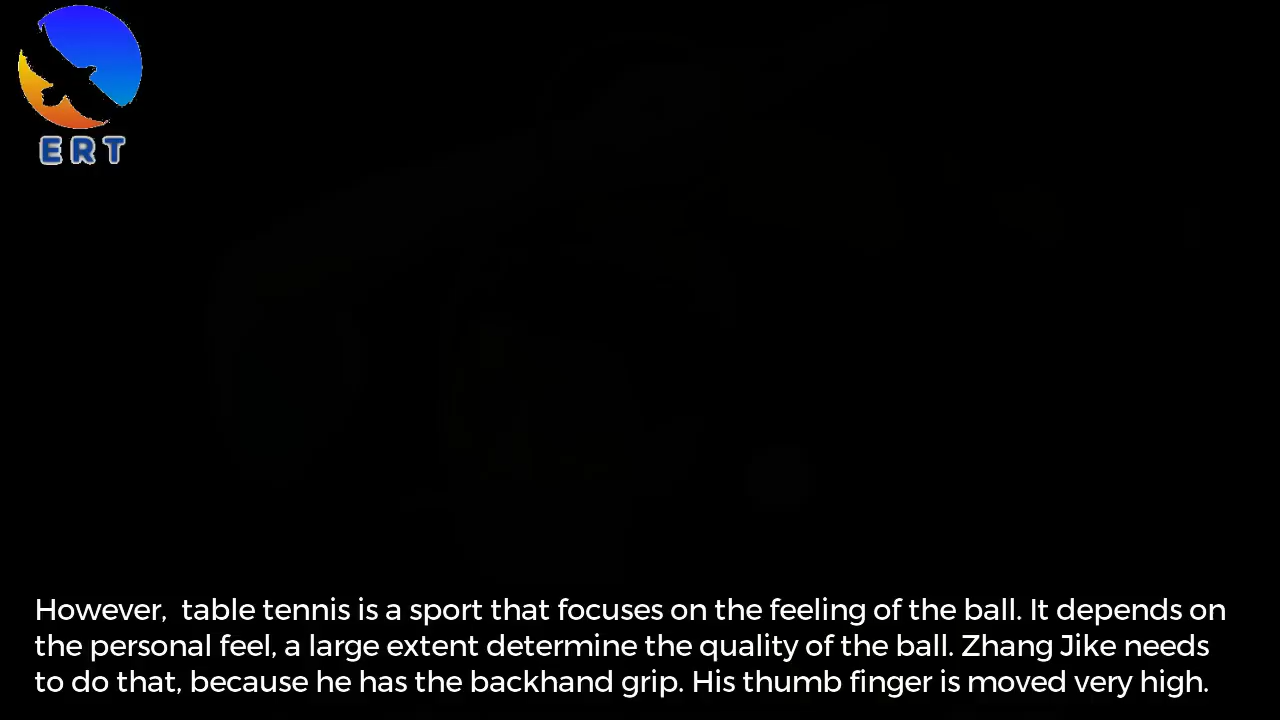 ERT
However,  table tennis is a sport that focuses on the feeling of the ball. It depends on
the personal feel, a large extent determine the quality of the ball. Zhang Jike needs
to do that, because he has the backhand grip. His thumb finger is moved very high.